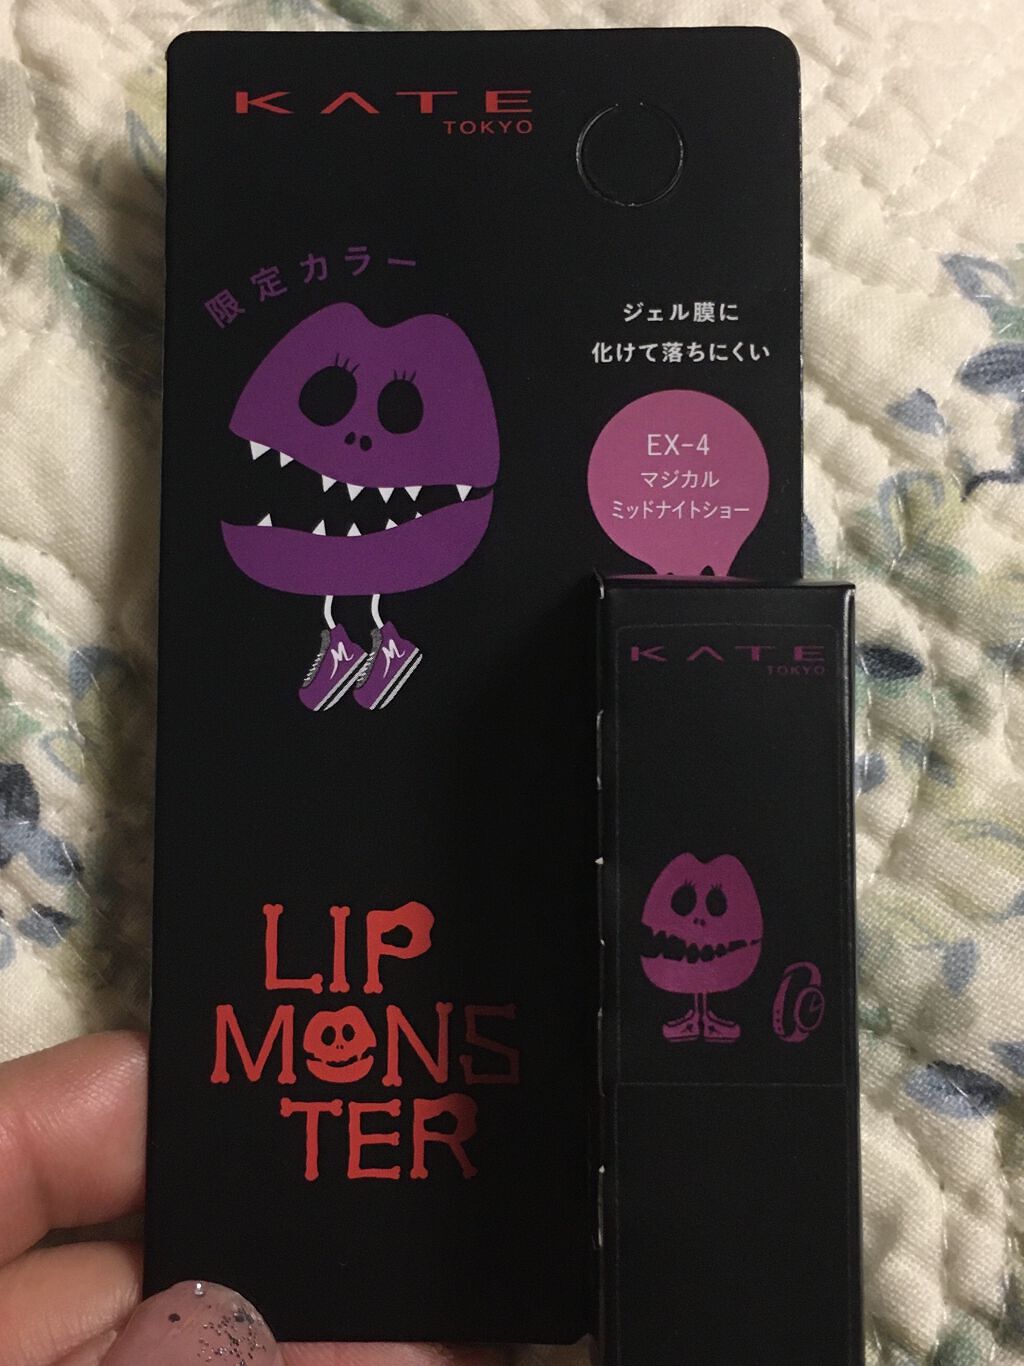 KATE
TOKYO
限定カラー
ジェル膜に
化けて落ちにくい
EX-4
マジカル
ミッドナイトショー
M M
KATE
TOKYO
LIP
MONS
TER